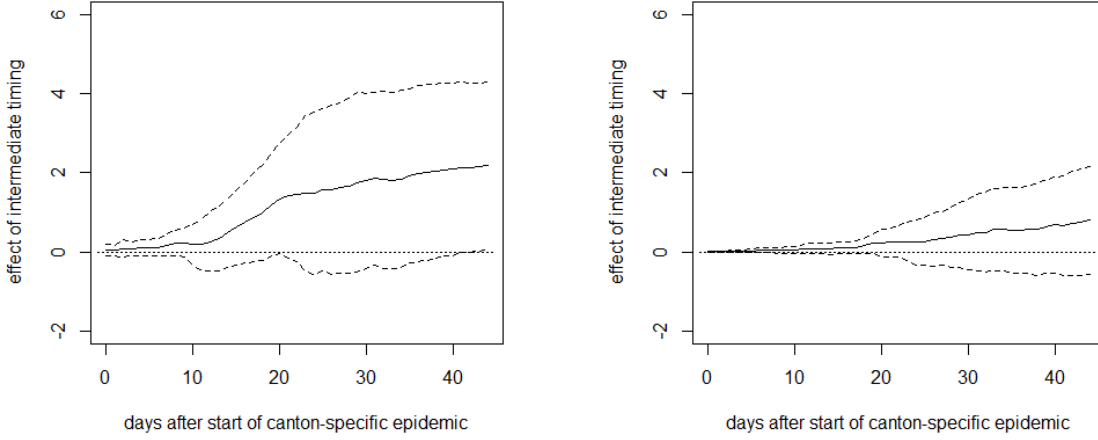 6
4
2
0
-2
effect of intermediate timing
0 10 20 30 40
days after start of canton-specific epidemic
6
4
2
0
-2
effect of intermediate timing
0 10 20 30 40
days after start of canton-specific epidemic